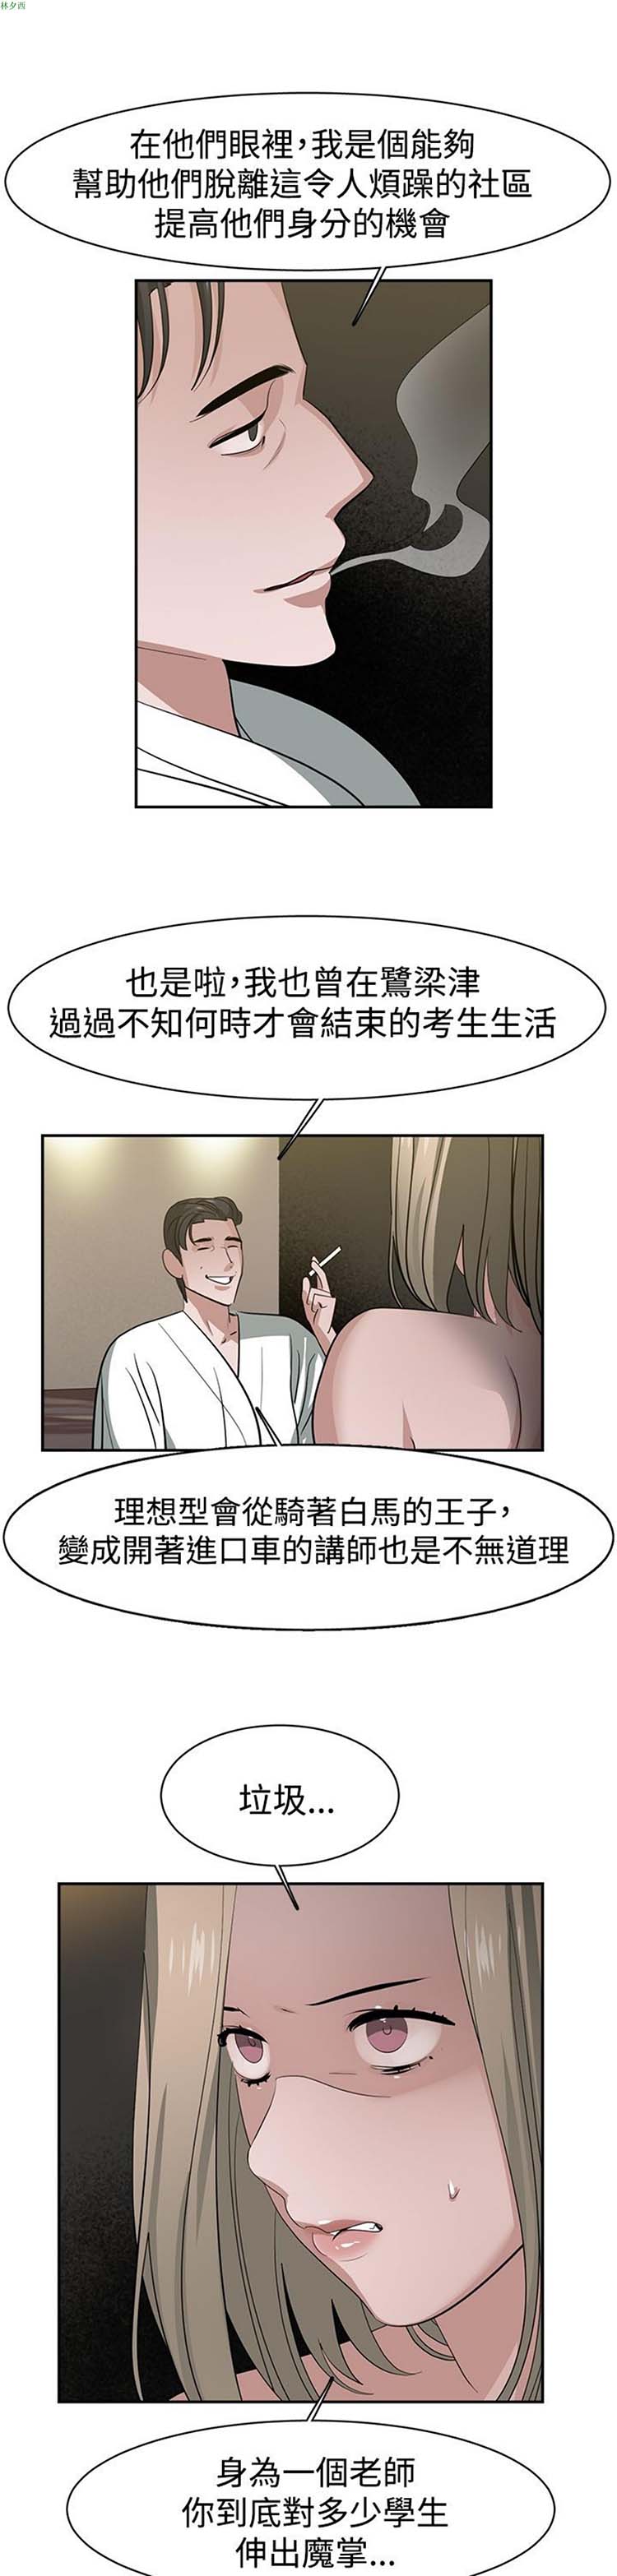 林夕西
在他們眼裡，我是個能夠
幫助他們脫離這令人煩躁的社區
提高他們身分的機會
也是啦，我也曾在鷺梁津
過過不知何時才會結束的考生生活
理想型會從騎著白馬的王子，
變成開著進口車的講師也是不無道理
垃圾...
身為一個老師
你到底對多少學生
伸出魔掌...